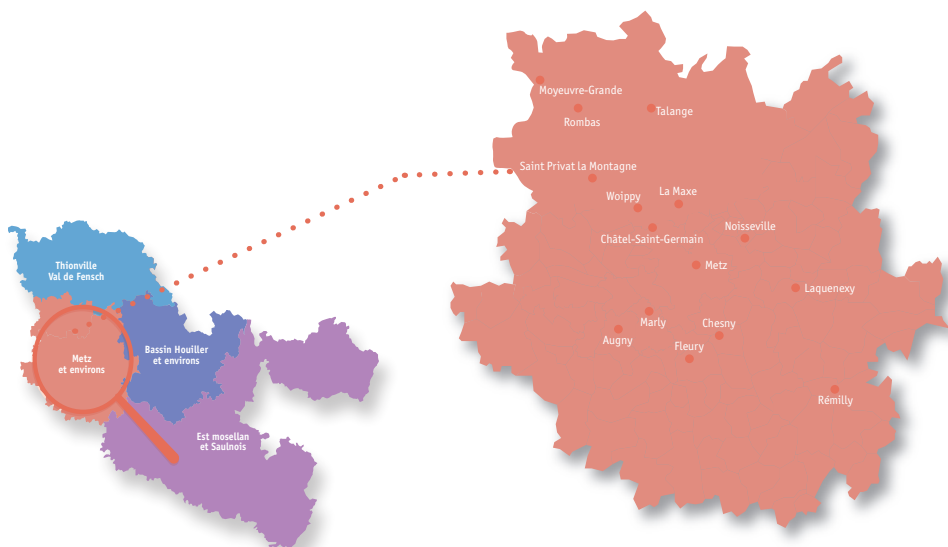 Thionville
Val de Fensch
Metz
et environs
Bassin Houiller
et environs
Est mosellan
et Saulnois
Moyeuvre-Grande
Rombas
Talange
Saint Privat la Montagne
Woippy
La Maxe
Châtel-Saint-Germain
Noisseville
Metz
Laquenexy
Marly
Augny
Chesny
Fleury
Rémilly